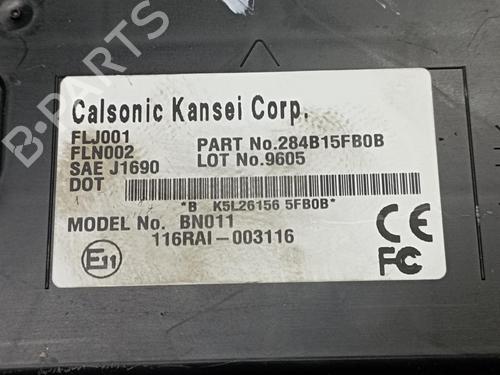 B-PARTS
Calsonic Kansei Corp.
FLJ001
FLN002 PART No.284B15FB0B
SAE J1690 LOT No.9605
DOT
*B K5L26156 5FB0B*
MODEL No. BN011
116RAI-003116
E11 CE
FC